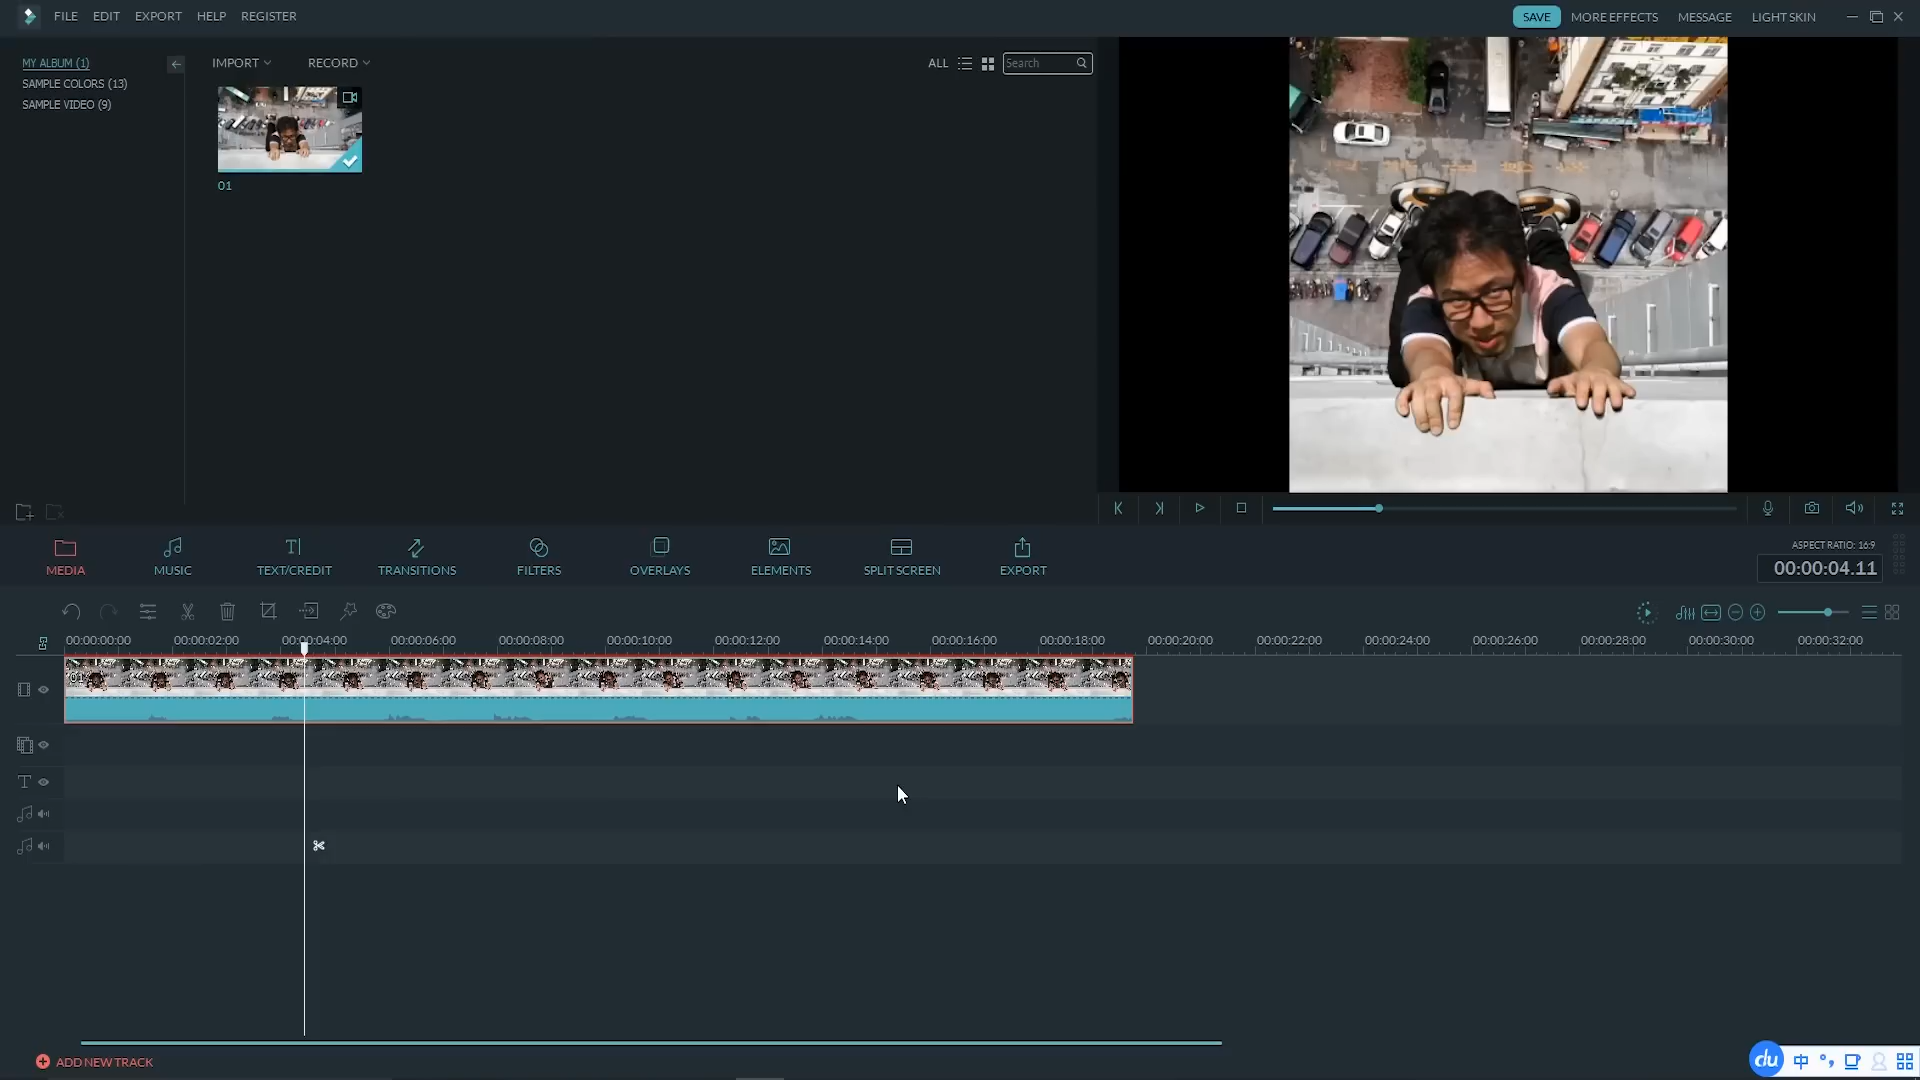 FILE EDIT EXPORT HELP REGISTER
SAVE MORE EFFECTS MESSAGE LIGHT SKIN
MY ALBUM (1)
SAMPLE COLORS (13)
SAMPLE VIDEO (9)
IMPORT RECORD
ALL Search
01
MEDIA MUSIC TEXT/CREDIT TRANSITIONS FILTERS OVERLAYS ELEMENTS SPLIT SCREEN EXPORT
ASPECT RATIO: 16:9
00:00:04.11
00:00:00:00 00:00:02:00 00:00:04:00 00:00:06:00 00:00:08:00 00:00:10:00 00:00:12:00 00:00:14:00 00:00:16:00 00:00:18:00 00:00:20:00 00:00:22:00 00:00:24:00 00:00:26:00 00:00:28:00 00:00:30:00 00:00:32:00
01
ADD NEW TRACK
du 中 °,